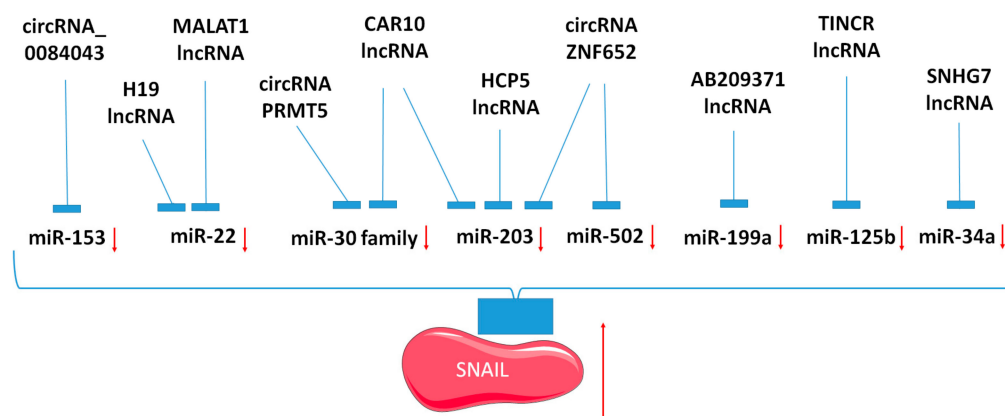 circRNA_
0084043
MALAT1
lncRNA
H19
lncRNA
circRNA
PRMT5
CAR10
lncRNA
HCP5
lncRNA
circRNA
ZNF652
AB209371
lncRNA
TINCR
lncRNA
SNHG7
lncRNA
miR-153
miR-22
miR-30 family
miR-203
miR-502
miR-199a
miR-125b
miR-34a
SNAIL